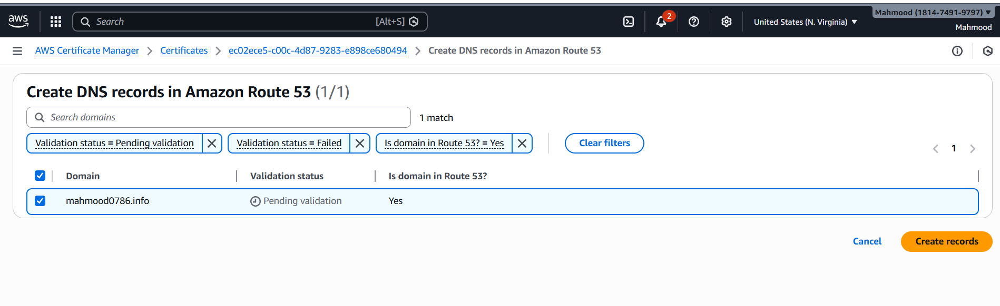 aws
Search [Alt+S]
2
United States (N. Virginia)
Mahmood (1814-7491-9797)
Mahmood
AWS Certificate Manager
Certificates
ec02ece5-c00c-4d87-9283-e898ce680494
Create DNS records in Amazon Route 53
Create DNS records in Amazon Route 53 (1/1)
Search domains
1 match
Validation status = Pending validation
Validation status = Failed
Is domain in Route 53? = Yes
Clear filters
1
Domain Validation status Is domain in Route 53?
mahmood0786.info Pending validation Yes
Cancel Create records